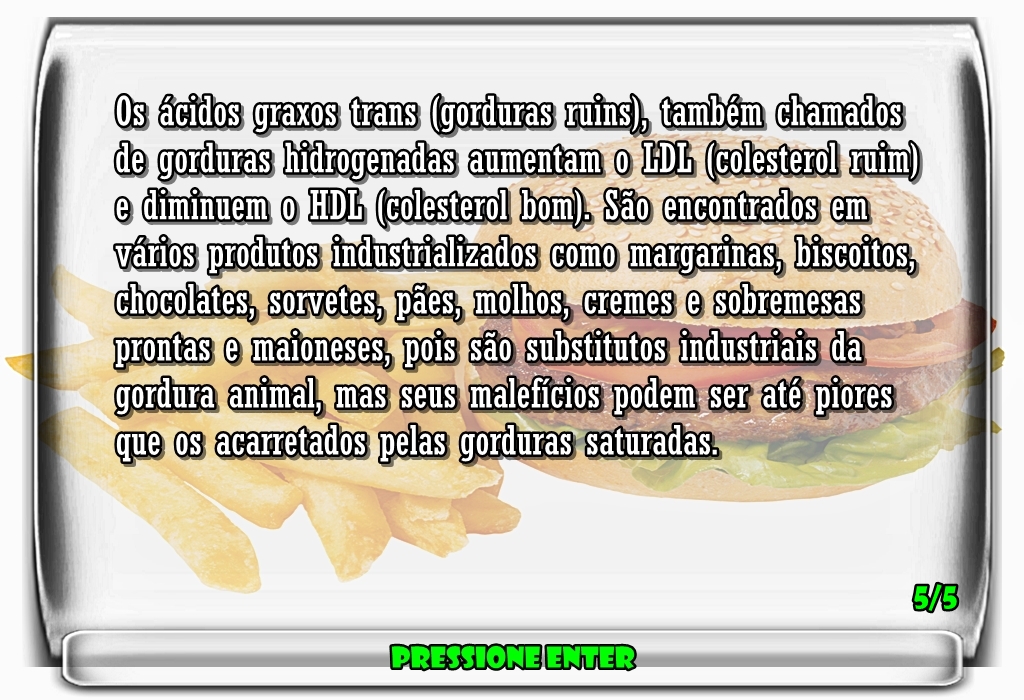 Os ácidos graxos trans (gorduras ruins), também chamados
de gorduras hidrogenadas aumentam o LDL (colesterol ruim)
e diminuem o HDL (colesterol bom). São encontrados em
vários produtos industrializados como margarinas, biscoitos,
chocolates, sorvetes, pães, molhos, cremes e sobremesas
prontas e maioneses, pois são substitutos industriais da
gordura animal, mas seus malefícios podem ser até piores
que os acarretados pelas gorduras saturadas.
5/5
PRESSIONE ENTER